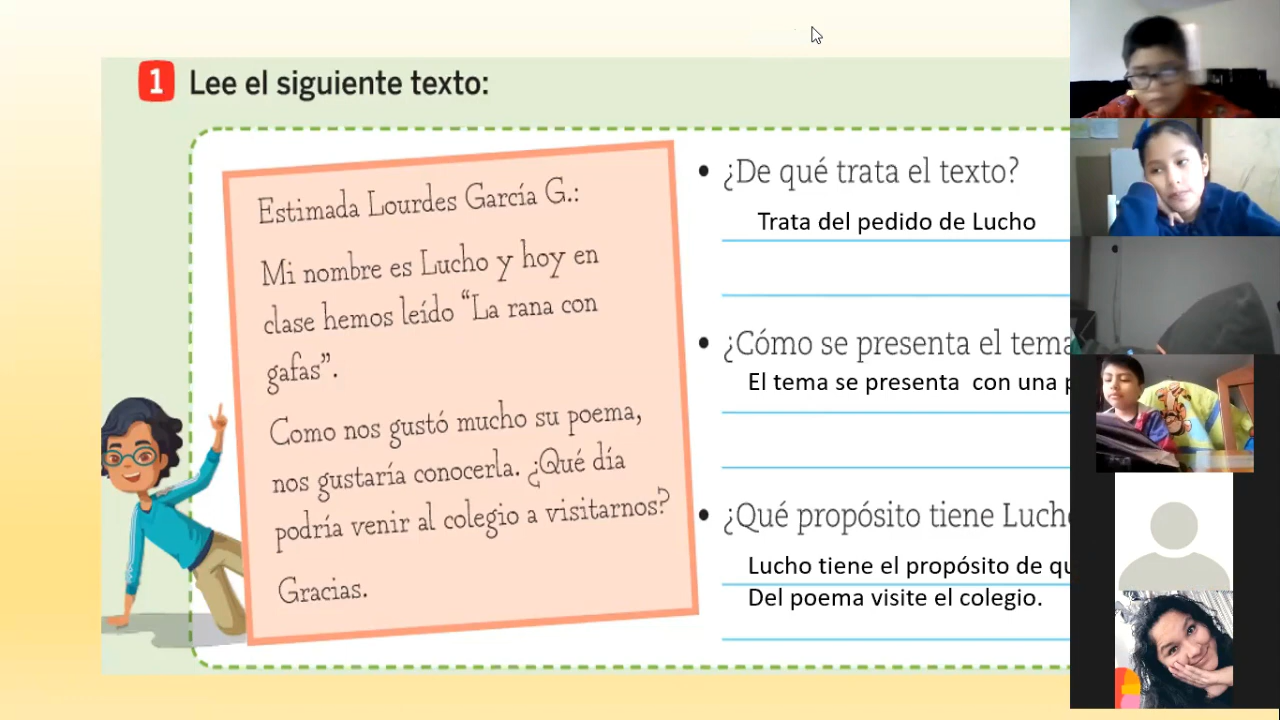 1 Lee el siguiente texto:
Estimada Lourdes García G.:
Mi nombre es Lucho y hoy en
clase hemos leído “La rana con
gafas”.
Como nos gustó mucho su poema,
nos gustaría conocerla. ¿Qué día
podría venir al colegio a visitarnos?
Gracias.
• ¿De qué trata el texto?
Trata del pedido de Lucho
• ¿Cómo se presenta el tema
El tema se presenta con una
• ¿Qué propósito tiene Lucho
Lucho tiene el propósito de
Del poema visite el colegio.